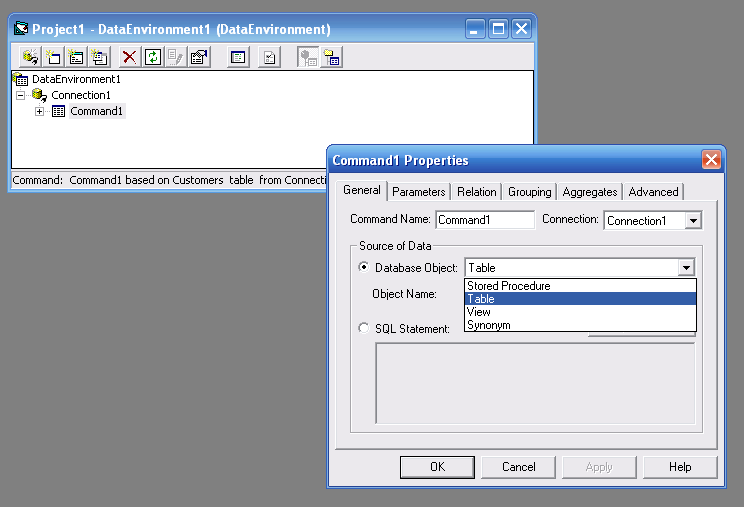 Project1 - DataEnvironment1 (DataEnvironment)
DataEnvironment1
Connection1
Command1
Command: Command1 based on Customers table from Connecti
Command1 Properties
General Parameters Relation Grouping Aggregates Advanced
Command Name: Command1 Connection: Connection1
Source of Data
Database Object: Table
Stored Procedure
Object Name:
Table
View
Synonym
SQL Statement:
OK Cancel Apply Help